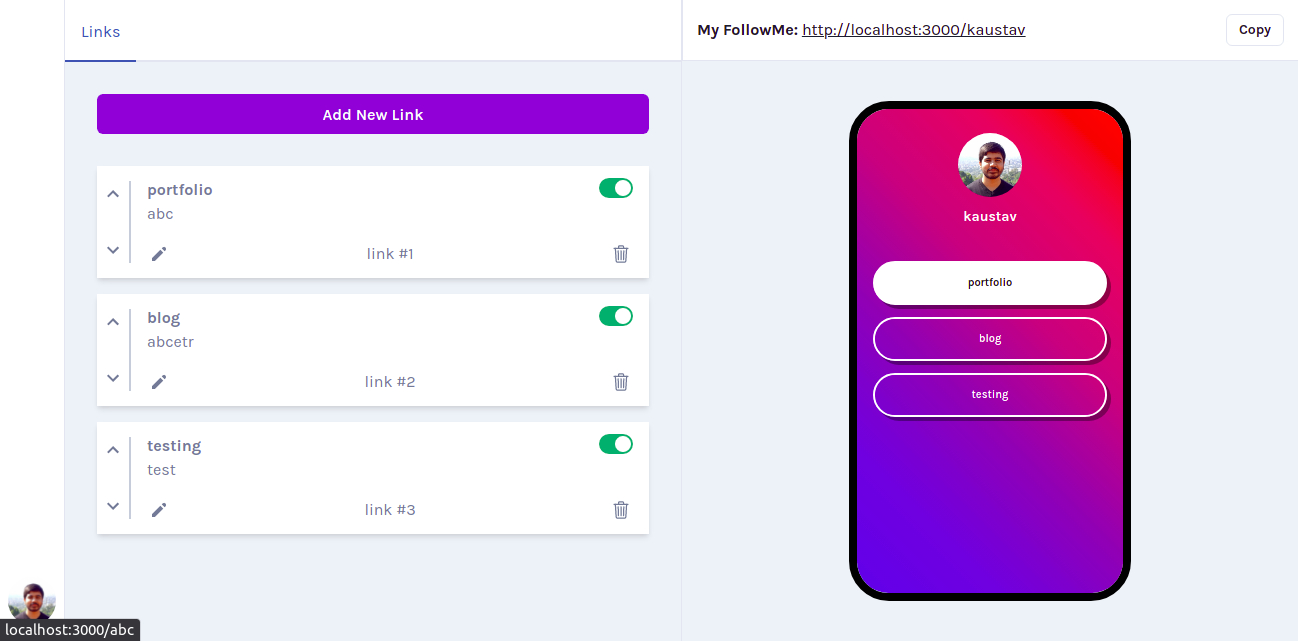 Links
My FollowMe: http://localhost:3000/kaustav
Copy
Add New Link
portfolio
abc
link #1
blog
abcetr
link #2
testing
test
link #3
kaustav
portfolio
blog
testing
localhost:3000/abc